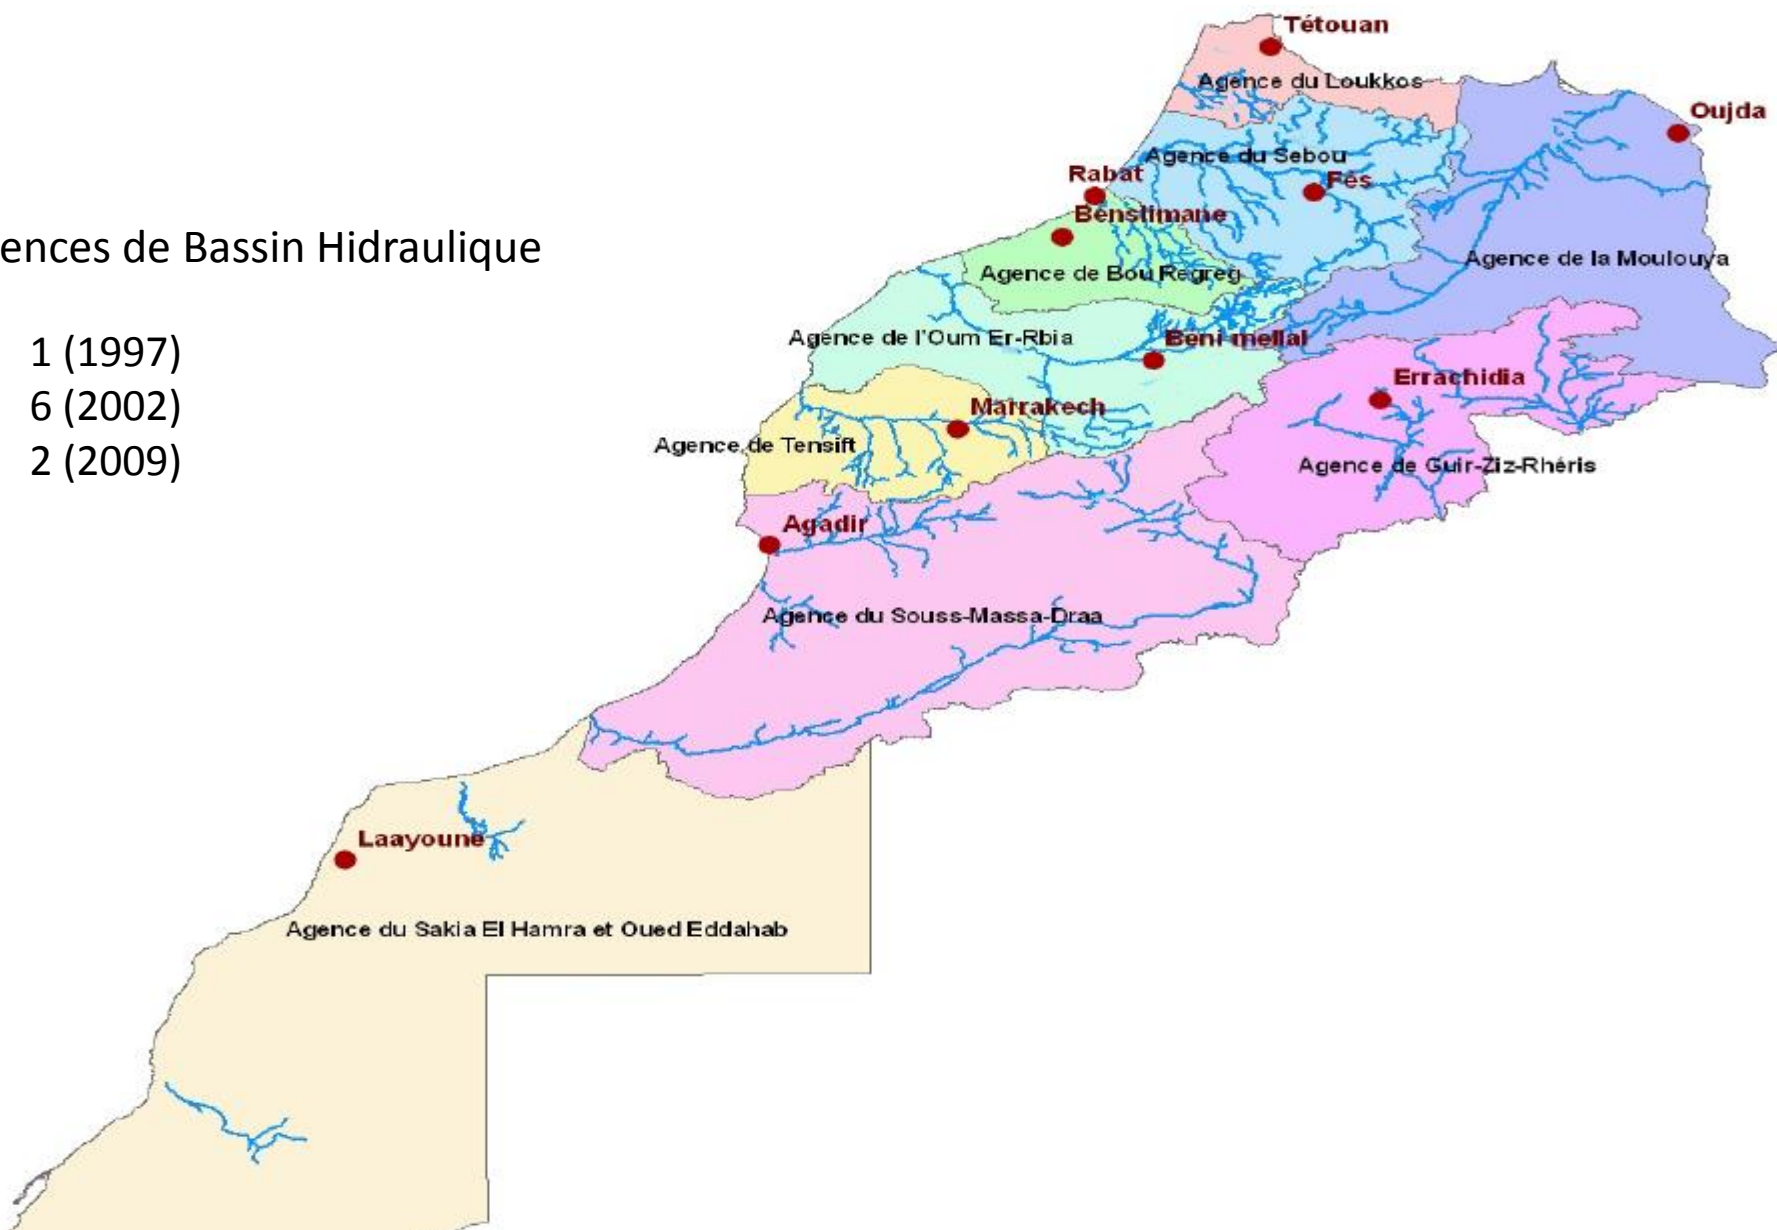 ences de Bassin Hidraulique
1 (1997)
6 (2002)
2 (2009)
Tétouan
Agence du Loukkos
Oujda
Agence du Sebou
Rabat
Fés
Benslimane
Agence de la Moulouya
Agence de Bou Regreg
Agence de l'Oum Er-Rbia
Beni mellal
Errachidia
Marrakech
Agence de Tensift
Agence de Guir-Ziz-Rhéris
Agadir
Agence du Souss-Massa-Draa
Laayoune
Agence du Sakia El Hamra et Oued Eddahab